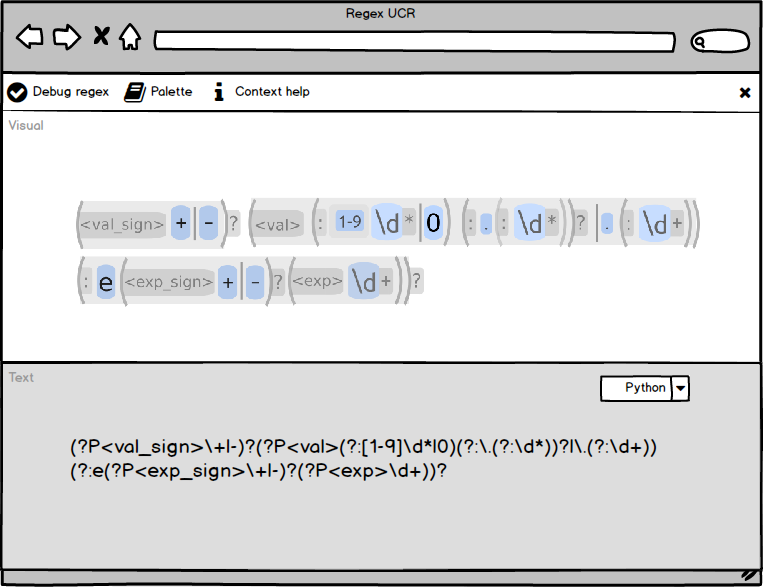 Regex UCR
Debug regex Palette Context help
Visual
(<val_sign> + | -)? (<val> (: 1-9 \d * | 0) (: . (: \d *))? | . (: \d +))
(: e (<exp_sign> + | -)? (<exp> \d +))?
Text
Python
(?P<val_sign>\+|-)?(?P<val>(?:[1-9]\d*|0)(?:\.(?:\d*))?|\.(?:\d+))
(?:e(?P<exp_sign>\+|-)?(?P<exp>\d+))?